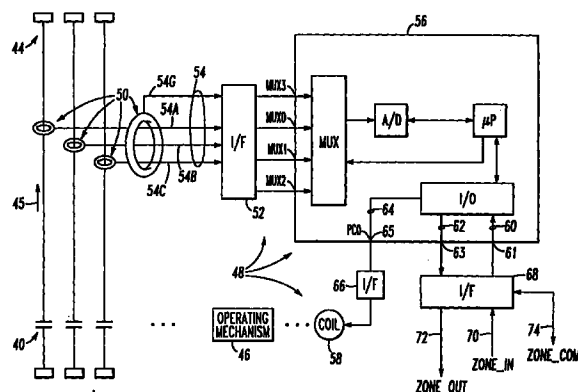 44
50
54G
54
54A
54B
54C
I/F
52
MUX3
MUX0
MUX1
MUX2
56
MUX
A/D
μP
I/O
45
48
64
PCO
65
62
60
63
61
66
I/F
I/F
68
40
OPERATING
MECHANISM
46
COIL
58
72
70
74
ZONE_IN
ZONE_COM
ZONE_OUT